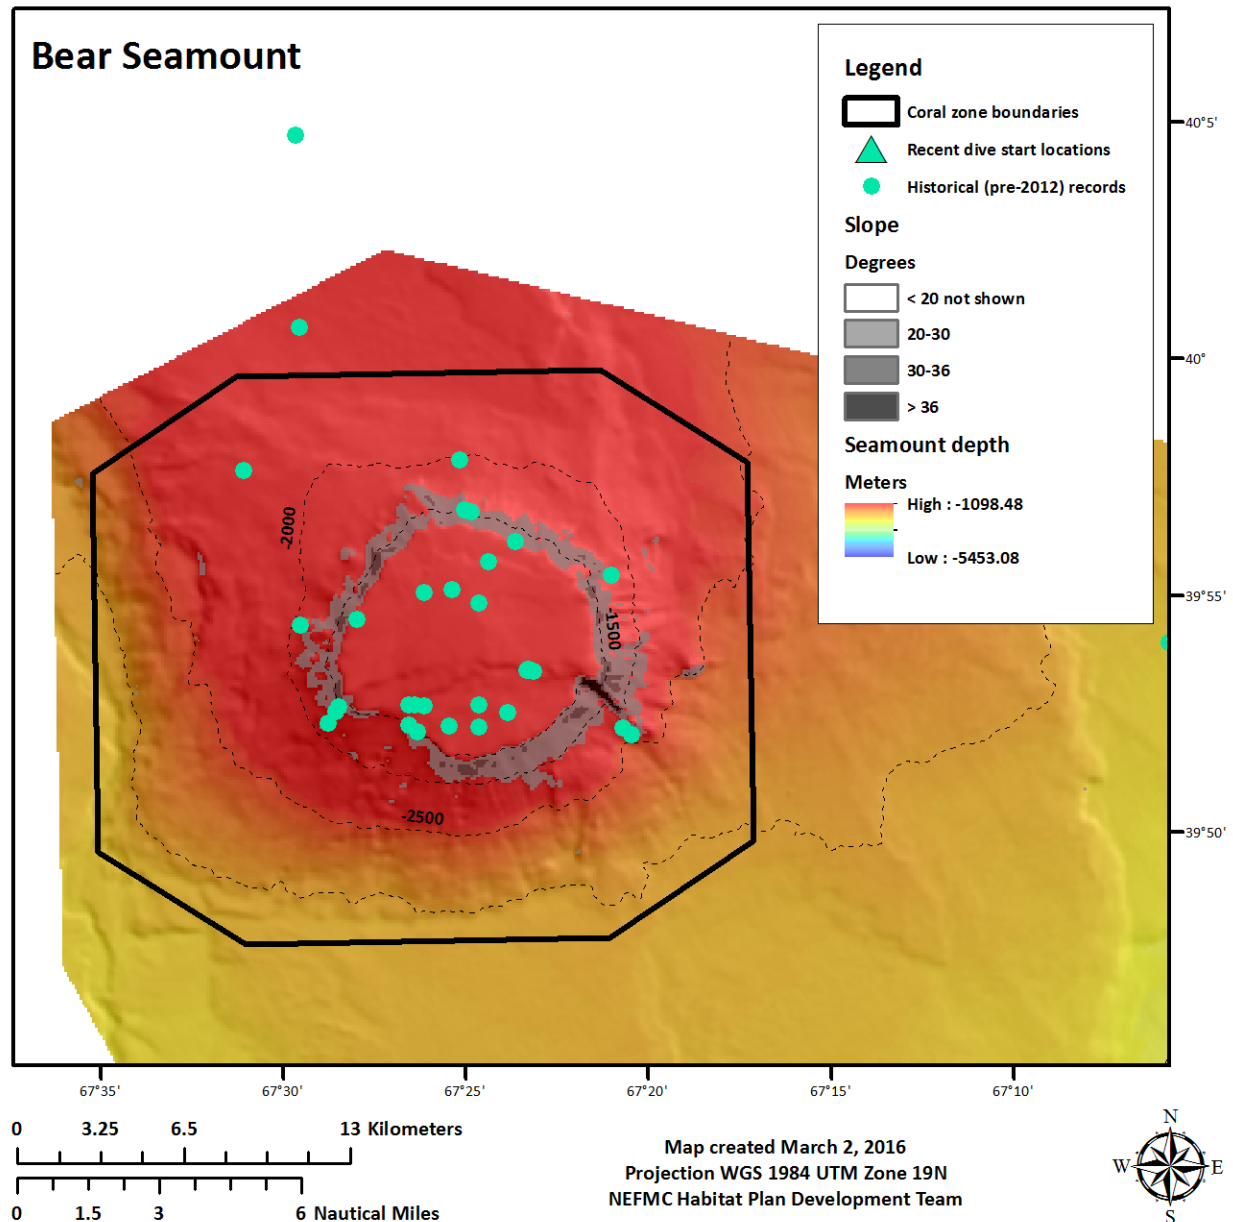 Bear Seamount
Legend
Coral zone boundaries
Recent dive start locations
Historical (pre-2012) records
Slope
Degrees
< 20 not shown
20-30
30-36
> 36
Seamount depth
Meters
High : -1098.48
Low : -5453.08
40°5'
40°
39°55'
39°50'
-2000
-1500
-2500
67°35'
67°30'
67°25'
67°20'
67°15'
67°10'
0 3.25 6.5 13 Kilometers
0 1.5 3 6 Nautical Miles
Map created March 2, 2016
Projection WGS 1984 UTM Zone 19N
NEFMC Habitat Plan Development Team
N
W E
S